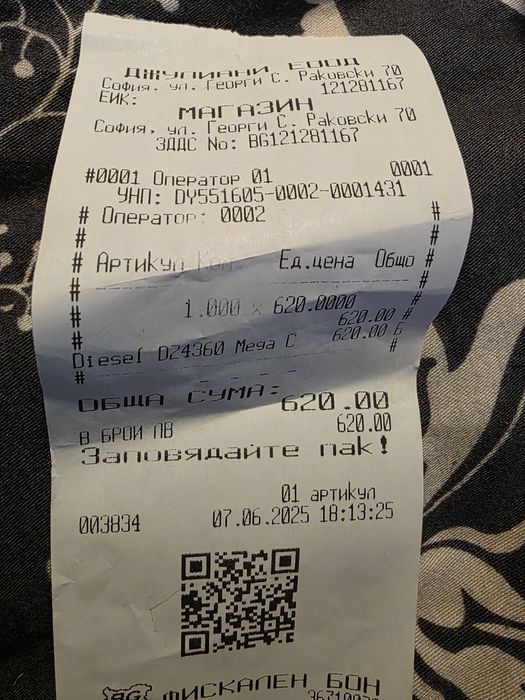 ДЖУЛИАНИ ЕООД
София, ул. Георги С. Раковски 70
ЕИК: 121281167
МАГАЗИН
София, ул. Георги С. Раковски 70
ЗДДС No: BG121281167
#0001 Оператор 01 0001
УНП: DY551605-0002-0001431
# Оператор: 0002 #
#
# Артикул Ед.цена Общо #
#
# 1.000 x 620.0000 #
620.00 #
Diesel DZ4360 Mega C 620.00 Б
# #
ОБЩА СУМА: 620.00
В БРОЙ ЛВ 620.00
Заповядайте пак!
01 артикул
003834 07.06.2025 18:13:25
BG ФИСКАЛЕН БОН